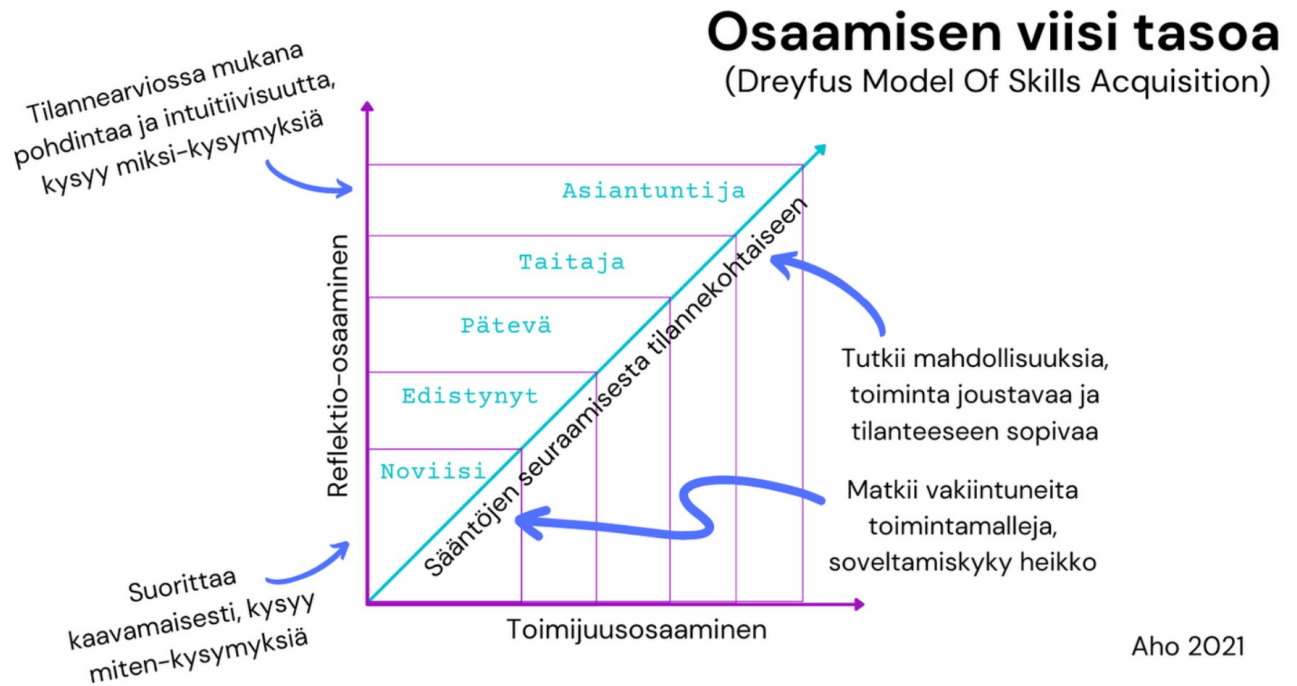 Osaamisen viisi tasoa
(Dreyfus Model Of Skills Acquisition)
Tilannearviossa mukana
pohdintaa ja intuitiivisuutta,
kysyy miksi-kysymyksiä
Asiantuntija
Taitaja
Pätevä
Edistynyt
Noviisi
Reflektio-osaaminen
Sääntöjen seuraamisesta tilannekohtaiseen
Tutkii mahdollisuuksia,
toiminta joustavaa ja
tilanteeseen sopivaa
Matkii vakiintuneita
toimintamalleja,
soveltamiskyky heikko
Suorittaa
kaavamaisesti, kysyy
miten-kysymyksiä
Toimijuusosaaminen
Aho 2021